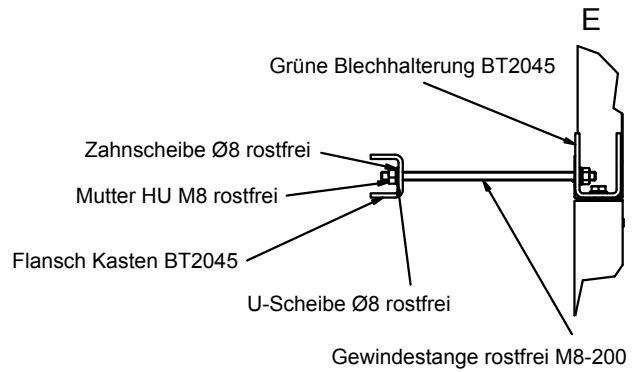 E
Grüne Blechhalterung BT2045
Zahnscheibe Ø8 rostfrei
Mutter HU M8 rostfrei
Flansch Kasten BT2045
U-Scheibe Ø8 rostfrei
Gewindestange rostfrei M8-200